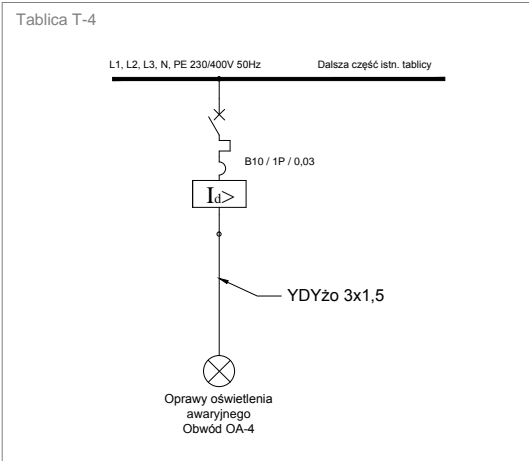 Tablica T-4
L1, L2, L3, N, PE 230/400V 50Hz
Dalsza część istn. tablicy
B10 / 1P / 0,03
Id>
YDYżo 3x1,5
Oprawy oświetlenia
awaryjnego
Obwód OA-4